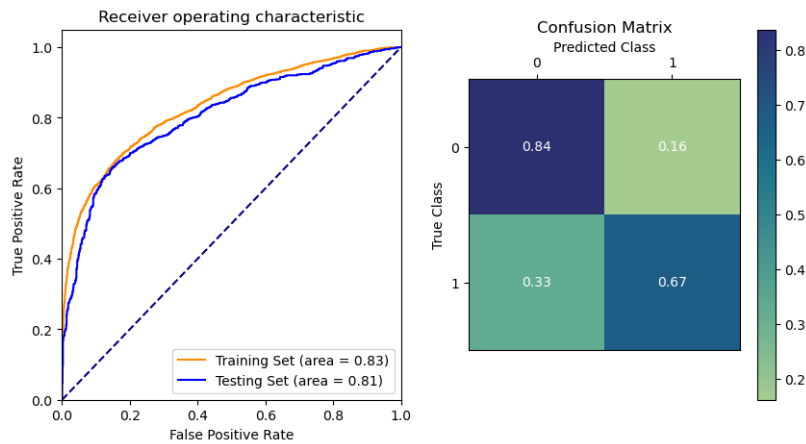 Receiver operating characteristic
True Positive Rate
1.0
0.8
0.6
0.4
0.2
0.0
0.0 0.2 0.4 0.6 0.8 1.0
False Positive Rate
Training Set (area = 0.83)
Testing Set (area = 0.81)
Confusion Matrix
Predicted Class
0 1
True Class
0
1
0.84 0.16
0.33 0.67
0.8
0.7
0.6
0.5
0.4
0.3
0.2